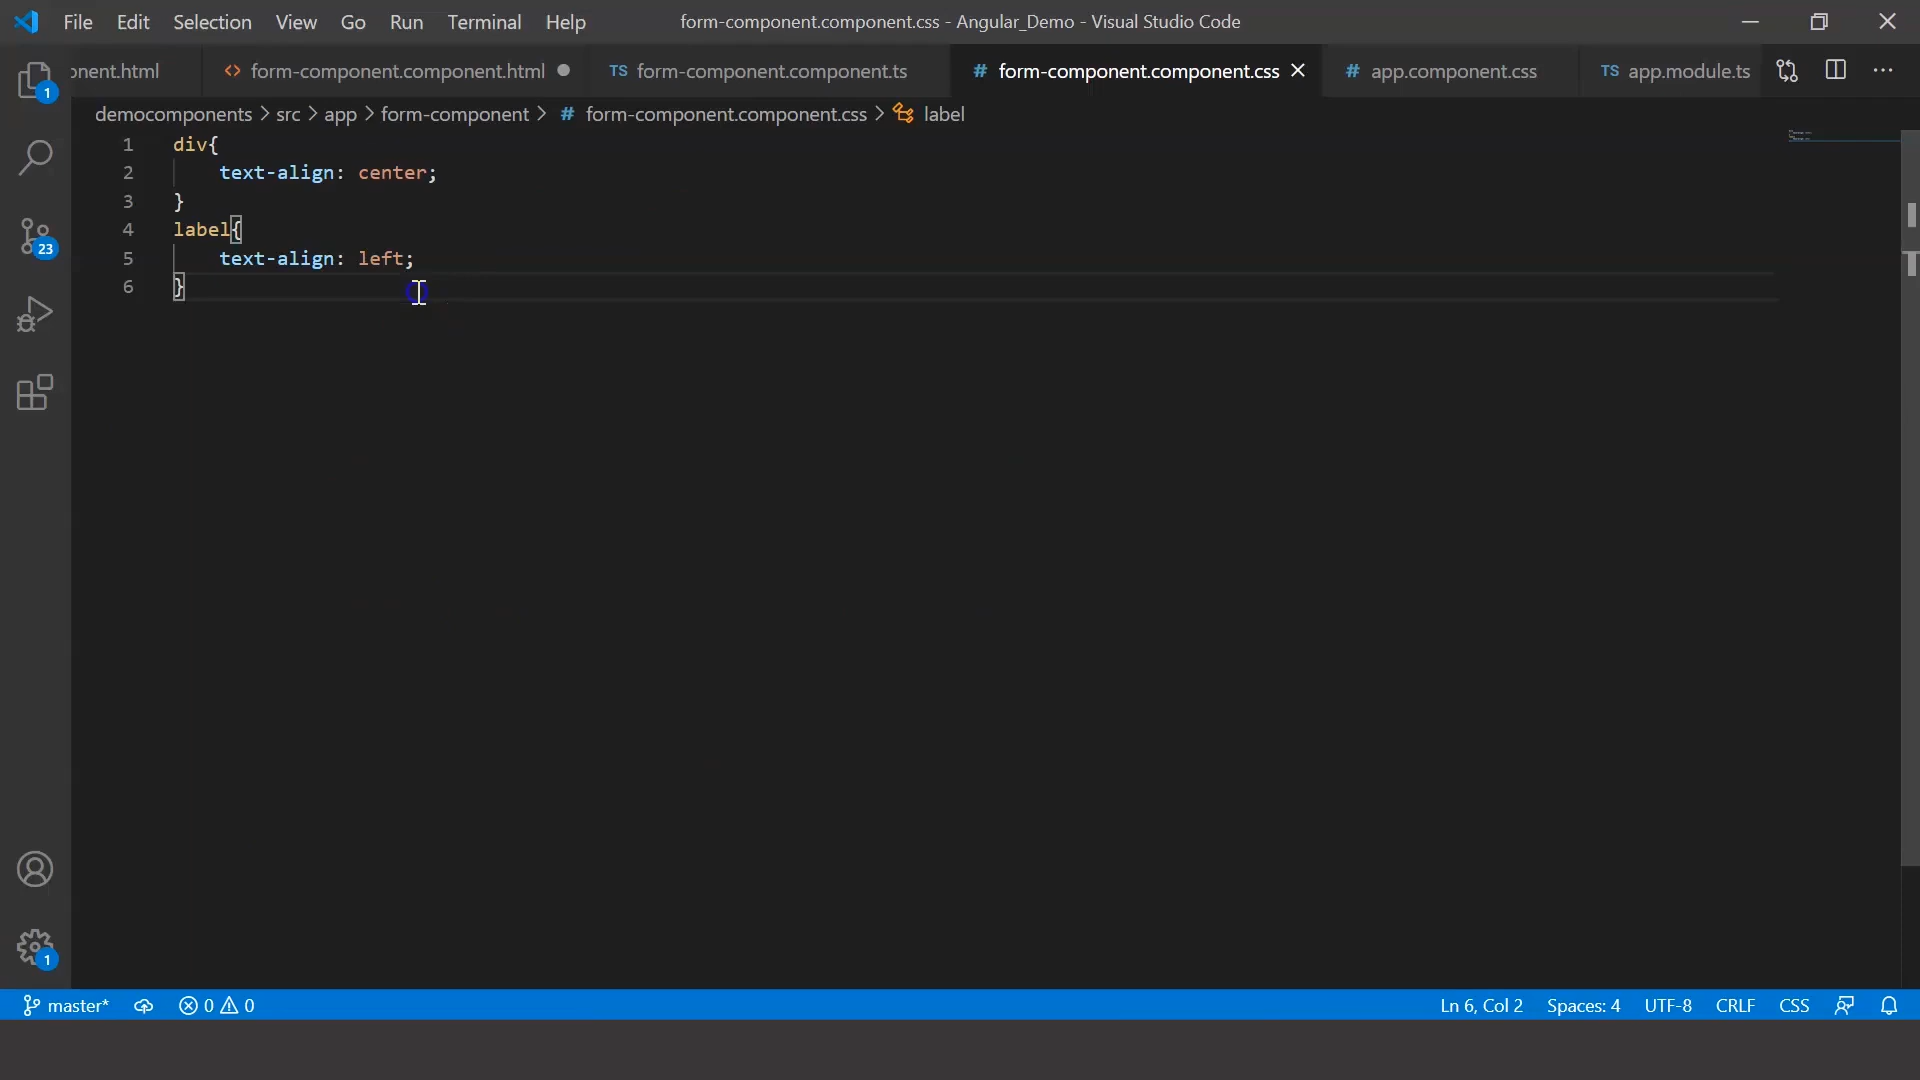 File Edit Selection View Go Run Terminal Help form-component.component.css - Angular_Demo - Visual Studio Code
onent.html <> form-component.component.html TS form-component.component.ts # form-component.component.css # app.component.css TS app.module.ts
1
democomponents > src > app > form-component > # form-component.component.css > label
1 div{
2 text-align: center;
3 }
4 label{
5 text-align: left;
6 }
23
1
master* 0 0 Ln 6, Col 2 Spaces: 4 UTF-8 CRLF CSS